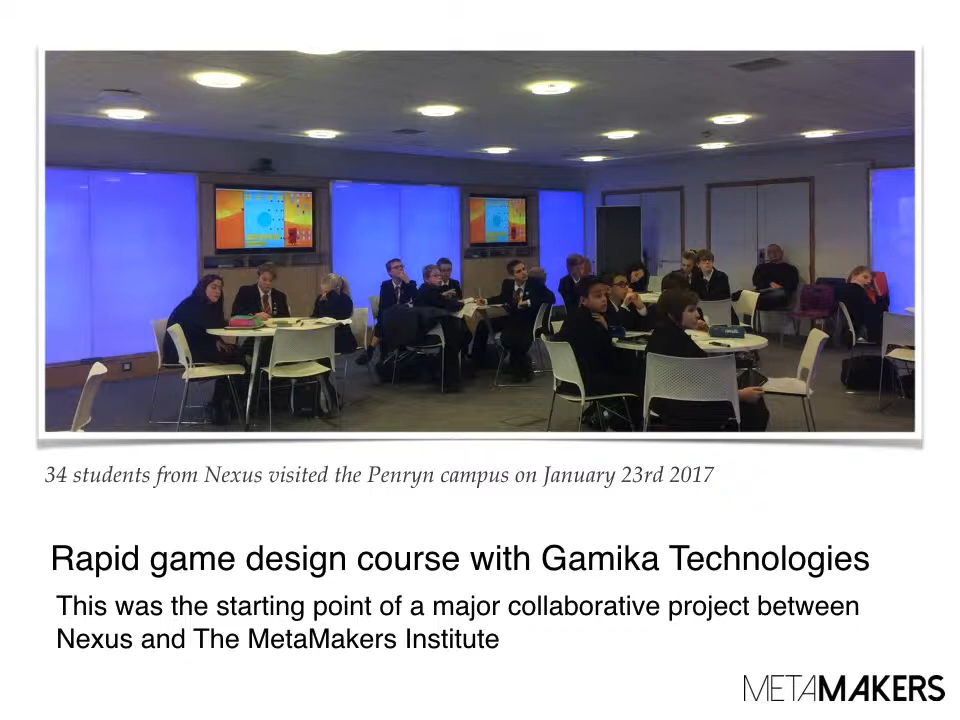 34 students from Nexus visited the Penryn campus on January 23rd 2017
Rapid game design course with Gamika Technologies
This was the starting point of a major collaborative project between
Nexus and The MetaMakers Institute
METAMAKERS